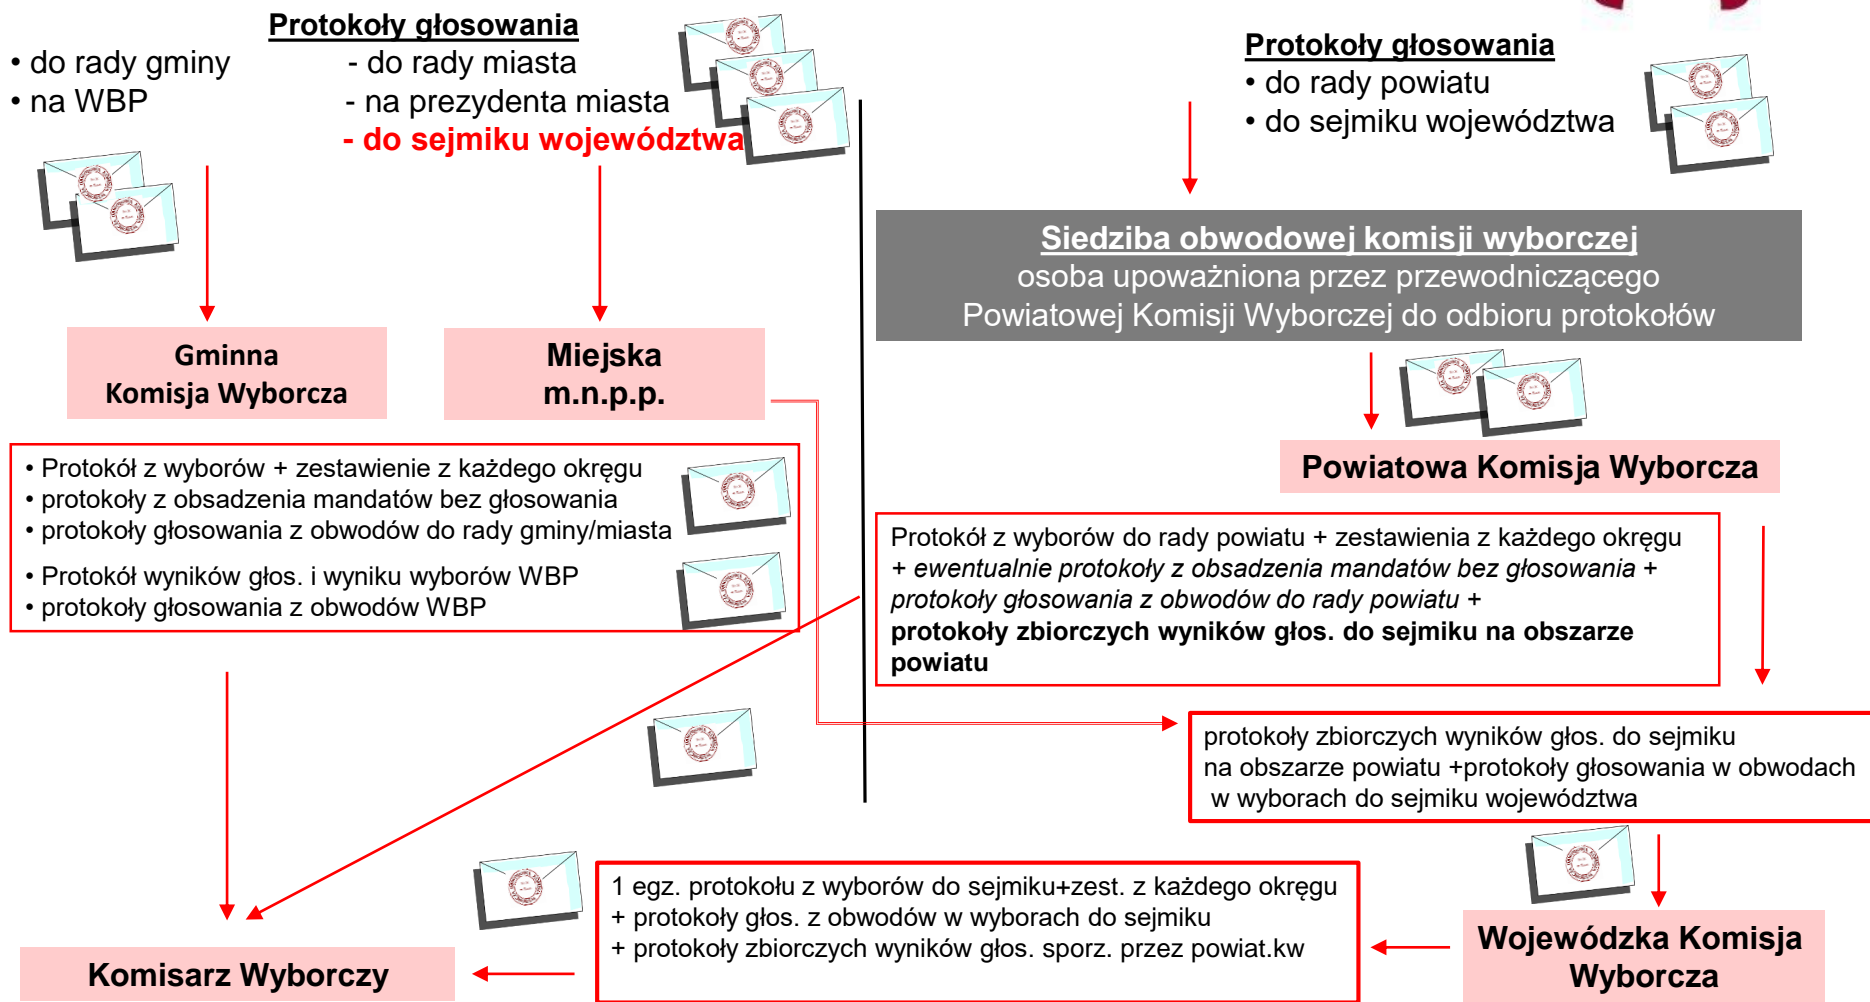 Protokoły głosowania
• do rady gminy
• na WBP
- do rady miasta
- na prezydenta miasta
- do sejmiku województwa
Gminna
Komisja Wyborcza
Miejska
m.n.p.p.
• Protokół z wyborów + zestawienie z każdego okręgu
• protokoły z obsadzenia mandatów bez głosowania
• protokoły głosowania z obwodów do rady gminy/miasta
• Protokół wyników głos. i wyniku wyborów WBP
• protokoły głosowania z obwodów WBP
Protokoły głosowania
• do rady powiatu
• do sejmiku województwa
Siedziba obwodowej komisji wyborczej
osoba upoważniona przez przewodniczącego
Powiatowej Komisji Wyborczej do odbioru protokołów
Powiatowa Komisja Wyborcza
Protokół z wyborów do rady powiatu + zestawienia z każdego okręgu
+ ewentualnie protokoły z obsadzenia mandatów bez głosowania +
protokoły głosowania z obwodów do rady powiatu +
protokoły zbiorczych wyników głos. do sejmiku na obszarze
powiatu
protokoły zbiorczych wyników głos. do sejmiku
na obszarze powiatu +protokoły głosowania w obwodach
w wyborach do sejmiku województwa
Wojewódzka Komisja
Wyborcza
1 egz. protokołu z wyborów do sejmiku+zest. z każdego okręgu
+ protokoły głos. z obwodów w wyborach do sejmiku
+ protokoły zbiorczych wyników głos. sporz. przez powiat.kw
Komisarz Wyborczy